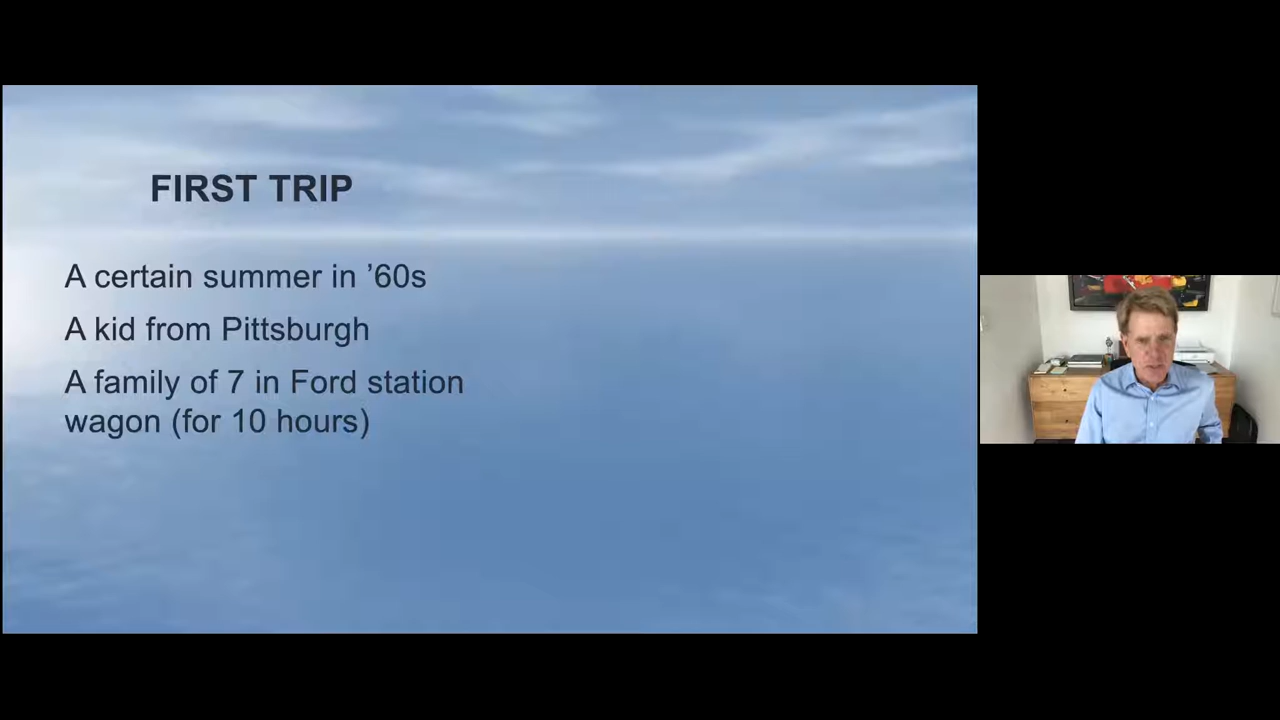 FIRST TRIP
A certain summer in ’60s
A kid from Pittsburgh
A family of 7 in Ford station
wagon (for 10 hours)